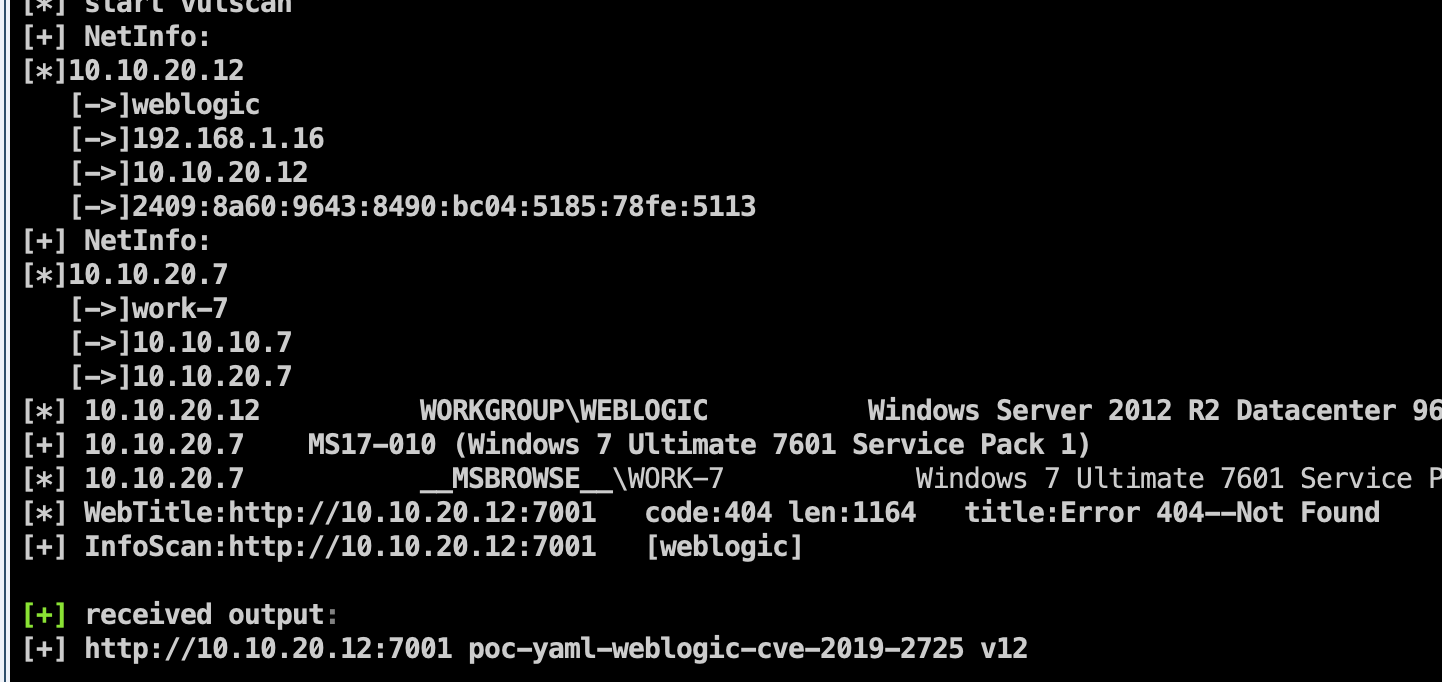 [*] start vulscan
[+] NetInfo:
[*]10.10.20.12
[->]weblogic
[->]192.168.1.16
[->]10.10.20.12
[->]2409:8a60:9643:8490:bc04:5185:78fe:5113
[+] NetInfo:
[*]10.10.20.7
[->]work-7
[->]10.10.10.7
[->]10.10.20.7
[*] 10.10.20.12 WORKGROUP\WEBLOGIC Windows Server 2012 R2 Datacenter 96
[+] 10.10.20.7 MS17-010 (Windows 7 Ultimate 7601 Service Pack 1)
[*] 10.10.20.7 __MSBROWSE__\WORK-7 Windows 7 Ultimate 7601 Service P
[*] WebTitle:http://10.10.20.12:7001 code:404 len:1164 title:Error 404--Not Found
[+] InfoScan:http://10.10.20.12:7001 [weblogic]
[+] received output:
[+] http://10.10.20.12:7001 poc-yaml-weblogic-cve-2019-2725 v12